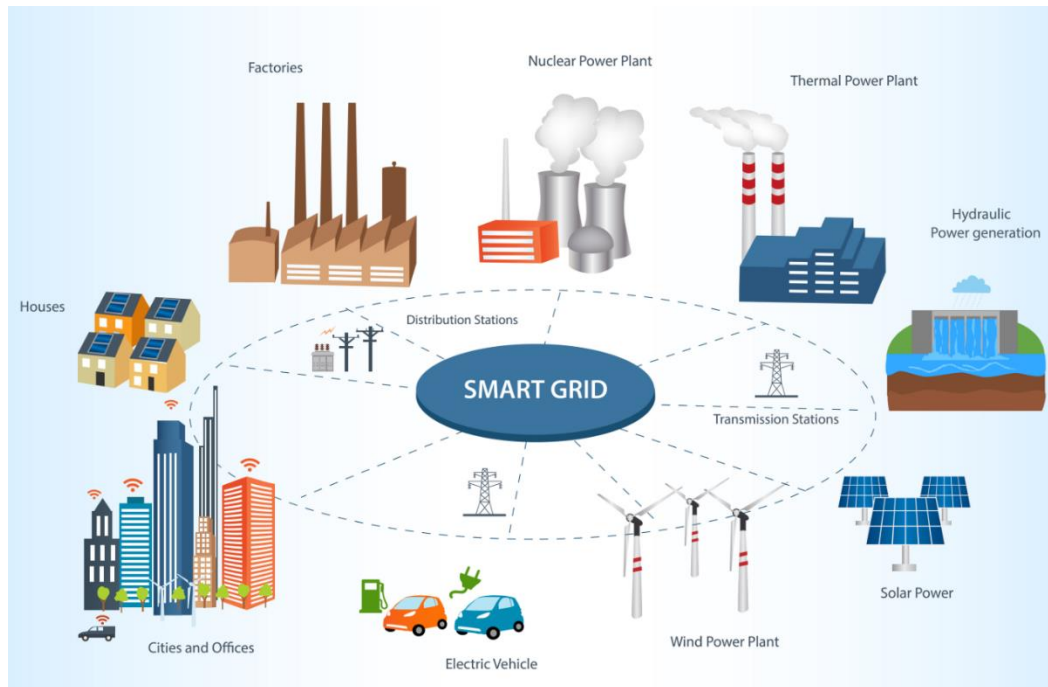 Nuclear Power Plant
Factories
Thermal Power Plant
Hydraulic
Power generation
Houses
Distribution Stations
SMART GRID
Transmission Stations
Solar Power
Wind Power Plant
Cities and Offices
Electric Vehicle